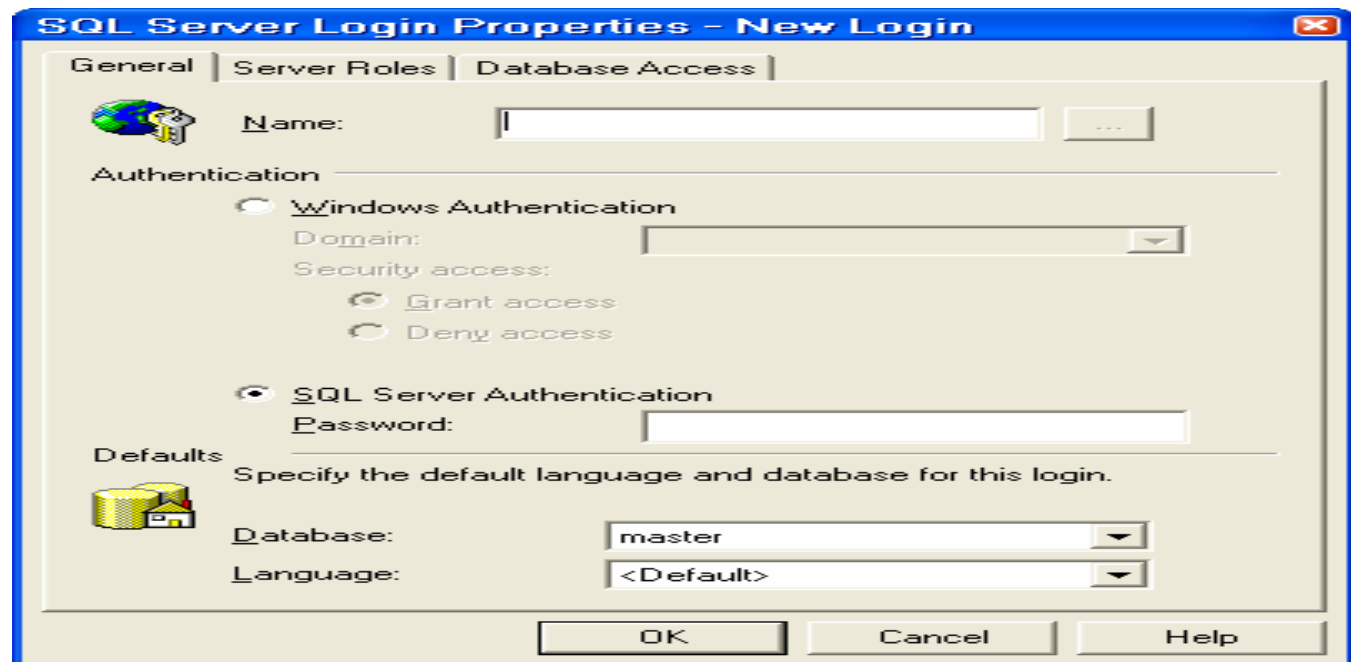 SQL Server Login Properties - New Login
General Server Roles Database Access
Name: ...
Authentication
Windows Authentication
Domain:
Security access:
Grant access
Deny access
SQL Server Authentication
Password:
Defaults
Specify the default language and database for this login.
Database: master
Language: <Default>
OK Cancel Help